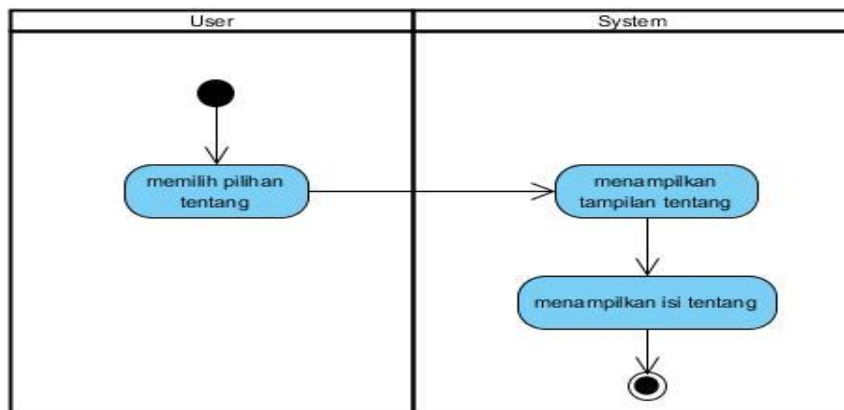 User
System
memilih pilihan
tentang
menampilkan
tampilan tentang
menampilkan isi tentang